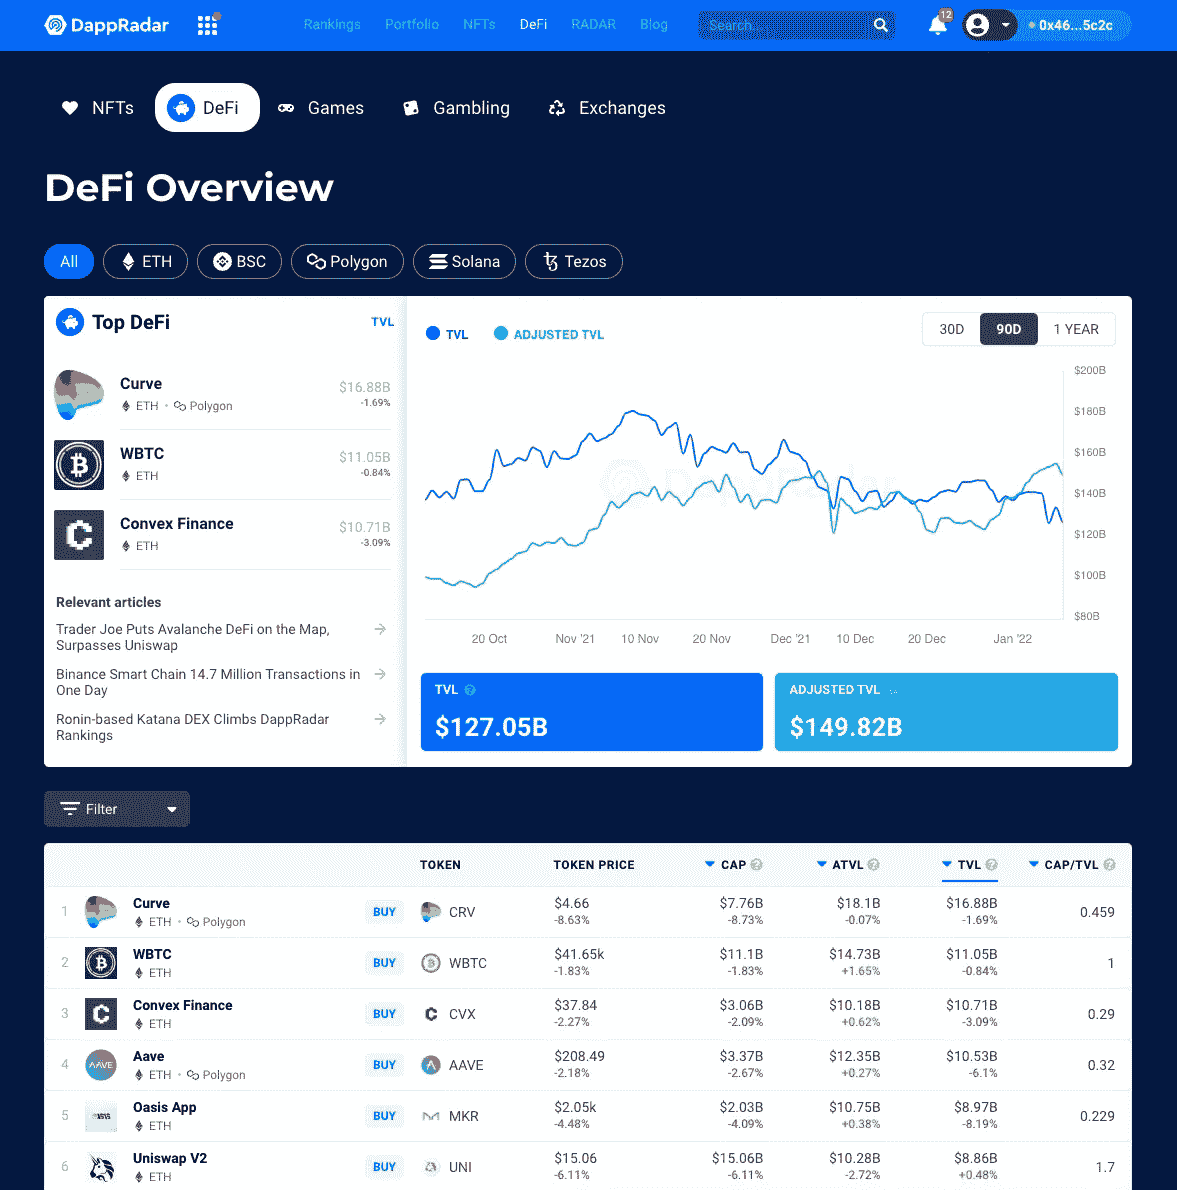 DappRadar
Rankings Portfolio NFTs DeFi RADAR Blog
Search
12
0x46...5c2c
NFTs DeFi Games Gambling Exchanges
DeFi Overview
All ETH BSC Polygon Solana Tezos
Top DeFi TVL
Curve $16.88B
ETH • Polygon -1.69%
WBTC $11.05B
ETH -0.84%
Convex Finance $10.71B
ETH -3.09%
Relevant articles
Trader Joe Puts Avalanche DeFi on the Map,
Surpasses Uniswap
Binance Smart Chain 14.7 Million Transactions in
One Day
Ronin-based Katana DEX Climbs DappRadar
Rankings
TVL ADJUSTED TVL
30D 90D 1 YEAR
$200B
$180B
$160B
$140B
$120B
$100B
$80B
20 Oct Nov '21 10 Nov 20 Nov Dec '21 10 Dec 20 Dec Jan '22
TVL ?
$127.05B
ADJUSTED TVL
$149.82B
Filter
TOKEN TOKEN PRICE CAP ? ATVL ? TVL ? CAP/TVL ?
1 Curve BUY CRV $4.66 $7.76B $18.1B $16.88B 0.459
ETH • Polygon -8.63% -8.73% -0.07% -1.69%
2 WBTC BUY WBTC $41.65k $11.1B $14.73B $11.05B 1
ETH -1.83% -1.83% +1.65% -0.84%
3 Convex Finance BUY CVX $37.84 $3.06B $10.18B $10.71B 0.29
ETH -2.27% -2.09% +0.62% -3.09%
4 AAVE Aave BUY AAVE $208.49 $3.37B $12.35B $10.53B 0.32
ETH • Polygon -2.18% -2.67% +0.27% -6.1%
5 Oasis App BUY MKR $2.05k $2.03B $10.75B $8.97B 0.229
ETH -4.48% -4.09% +0.38% -8.19%
6 Uniswap V2 BUY UNI $15.06 $15.06B $10.28B $8.86B 1.7
ETH -6.11% -6.11% -2.72% +0.48%